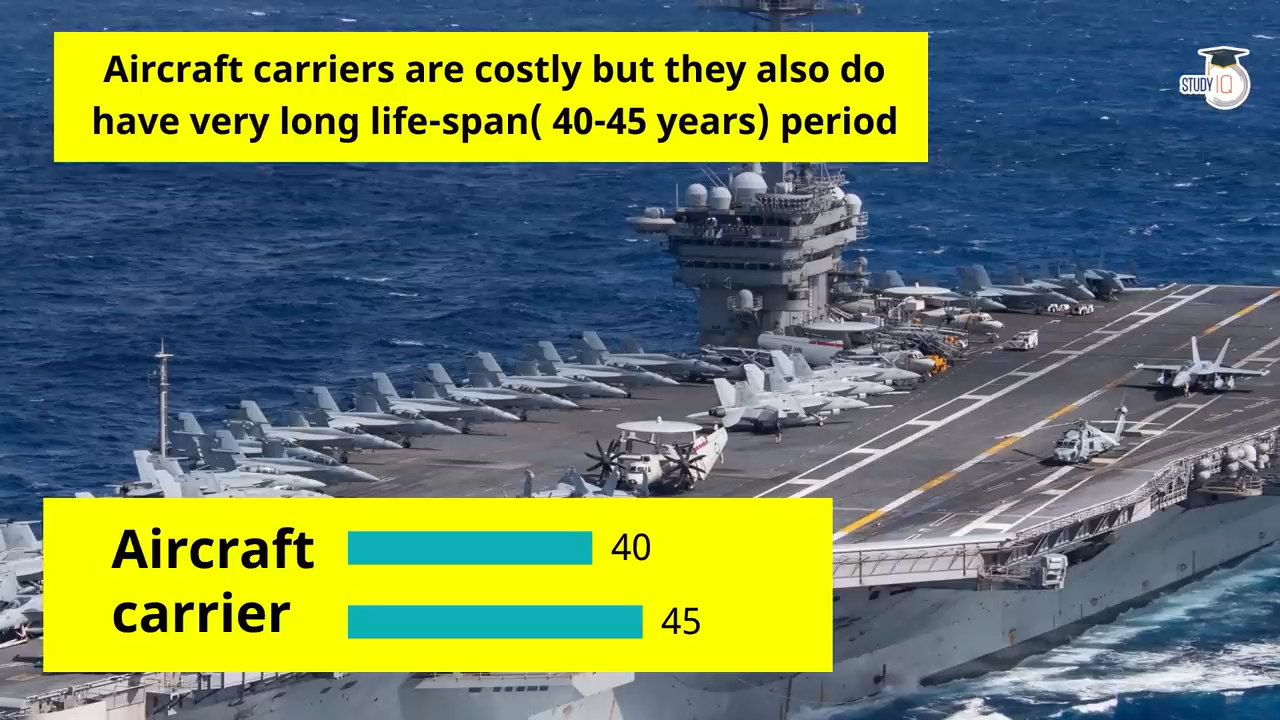 Aircraft carriers are costly but they also do
have very long life-span( 40-45 years) period
STUDY IQ
Aircraft
carrier
40
45